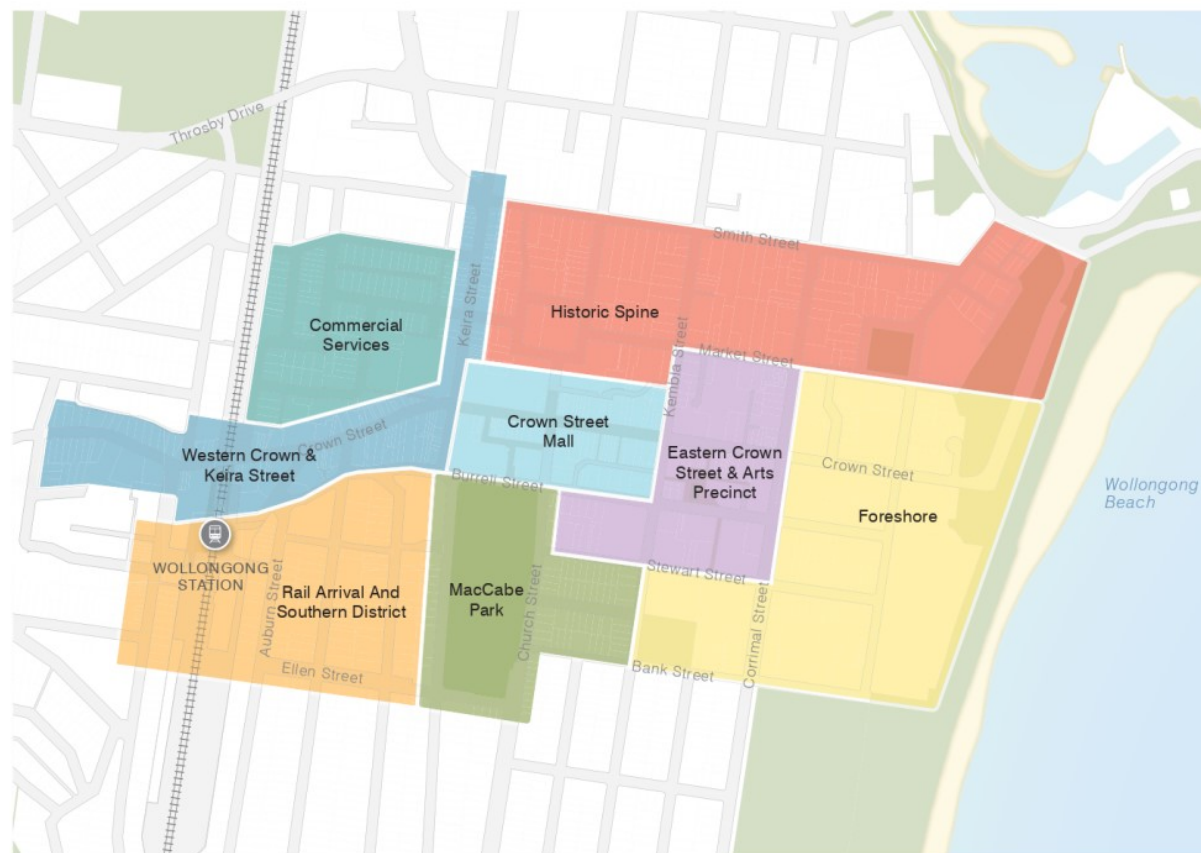 Throsby Drive
Smith Street
Keira Street
Historic Spine
Commercial
Services
Kembla Street
Market Street
Crown Street
Mall
Crown Street
Western Crown &
Keira Street
Eastern Crown
Street & Arts
Precinct
Crown Street
Burreli Street
Wollongong
Beach
Foreshore
WOLLONGONG
STATION
Rail Arrival And
Southern District
MacCabe
Park
Stewart Street
Auburn Street
Church Street
Corrimal Street
Ellen Street
Bank Street